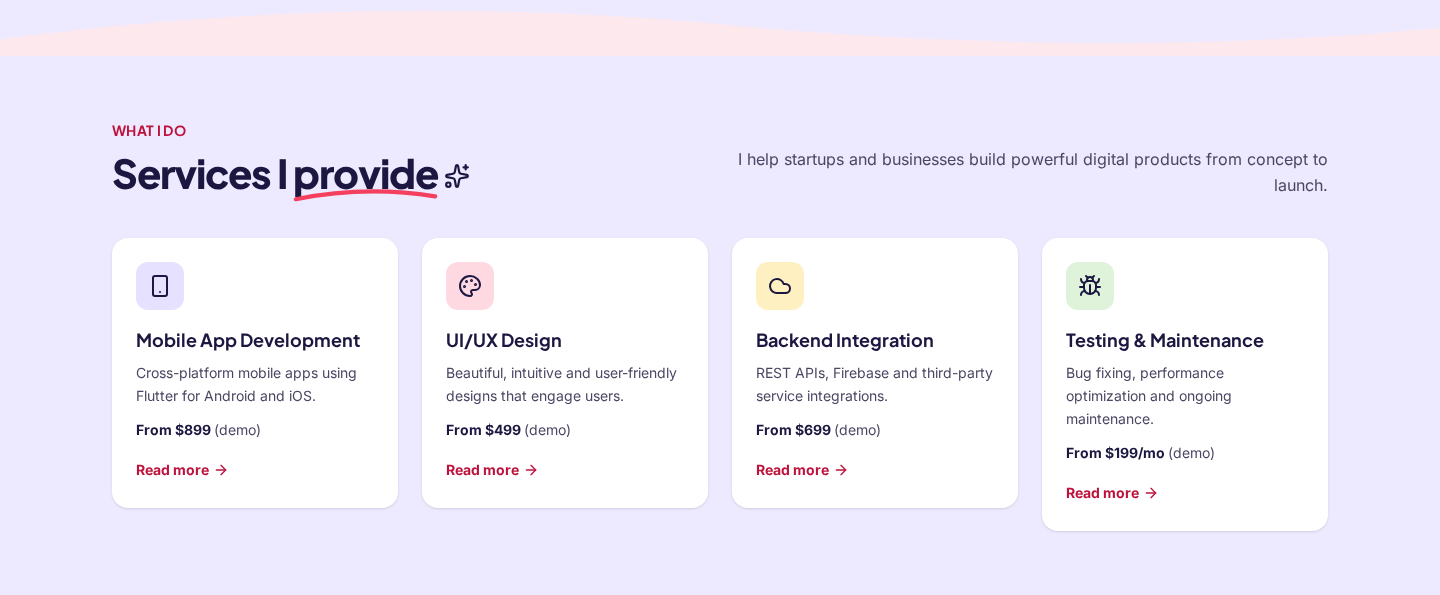 WHAT I DO
Services I provide
I help startups and businesses build powerful digital products from concept to
launch.
Mobile App Development
Cross-platform mobile apps using
Flutter for Android and iOS.
From $899 (demo)
Read more
UI/UX Design
Beautiful, intuitive and user-friendly
designs that engage users.
From $499 (demo)
Read more
Backend Integration
REST APIs, Firebase and third-party
service integrations.
From $699 (demo)
Read more
Testing & Maintenance
Bug fixing, performance
optimization and ongoing
maintenance.
From $199/mo (demo)
Read more